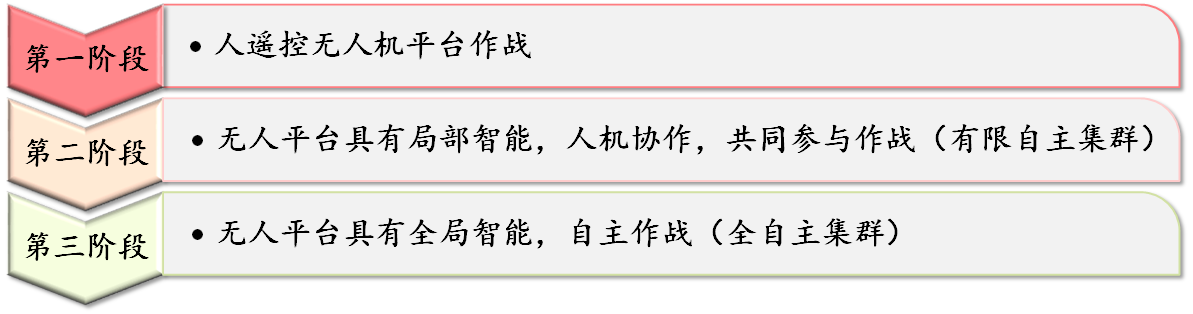 第一阶段
• 人遥控无人机平台作战
第二阶段
• 无人平台具有局部智能，人机协作，共同参与作战（有限自主集群）
第三阶段
• 无人平台具有全局智能，自主作战（全自主集群）